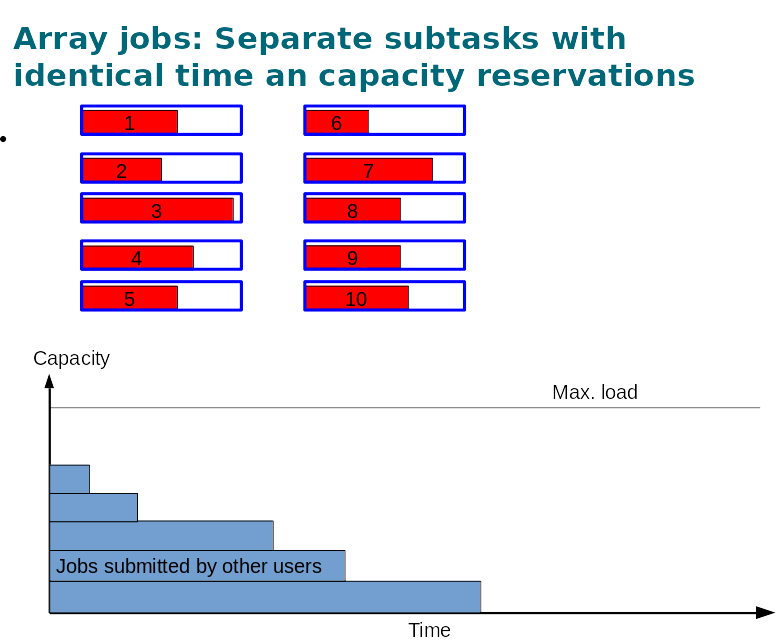 Array jobs: Separate subtasks with
identical time an capacity reservations
1
6
2
7
3
8
4
9
5
10
Capacity
Max. load
Jobs submitted by other users
Time